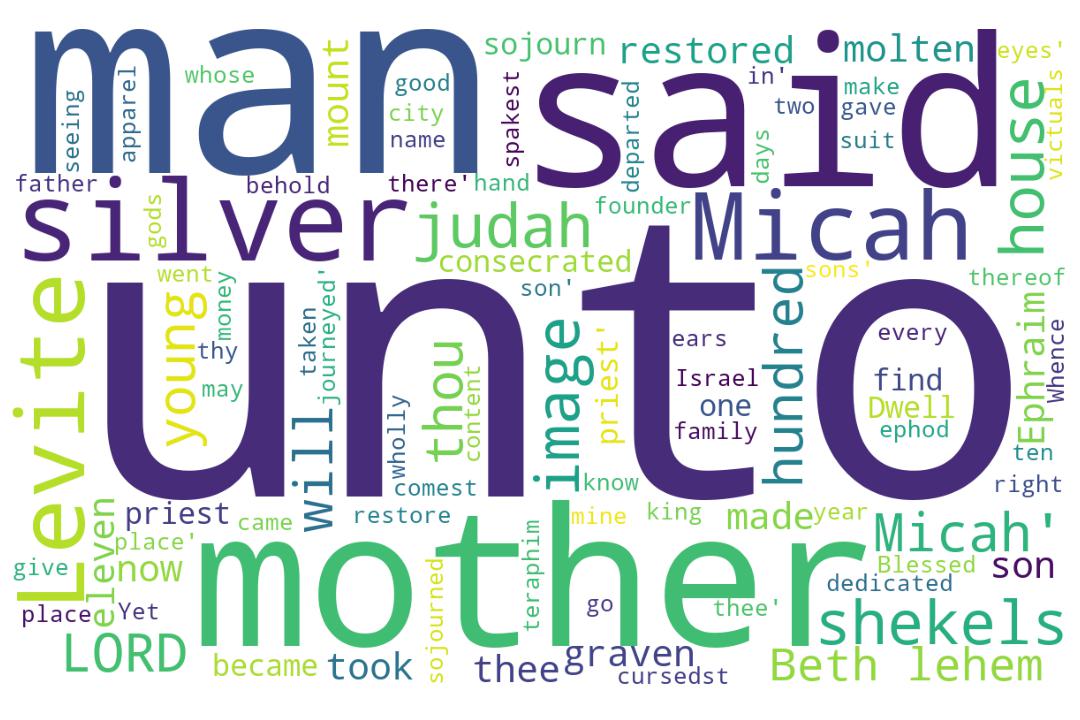 man
said
sojourn
restored
molten
eyes'
whose
mount
good
in'
make
seeing
apparel
city
name
spakest
departed
two
gave
suit
days
house
victuals
father
behold
there'
hand
silver
gods
judah
founder
Micah
consecrated
Levite
went
young
money
thy
may
unto
son'
sons'
thereof
taken
journeyed'
will
wholly
thou
content
comest
image
priest'
ears
Israel
one
family
hundred
every
find
Dwell
ephod
Ephraim
Whence
ten
right
eleven
priest
came
restore
know
mine
king
made
year
Micah'
place'
now
give
mother
Blessed
son
dedicated
place
Yet
sojourned
teraphim
go
thee'
shekels
LORD
became
took
thee
graven
cursedst
Beth lehem